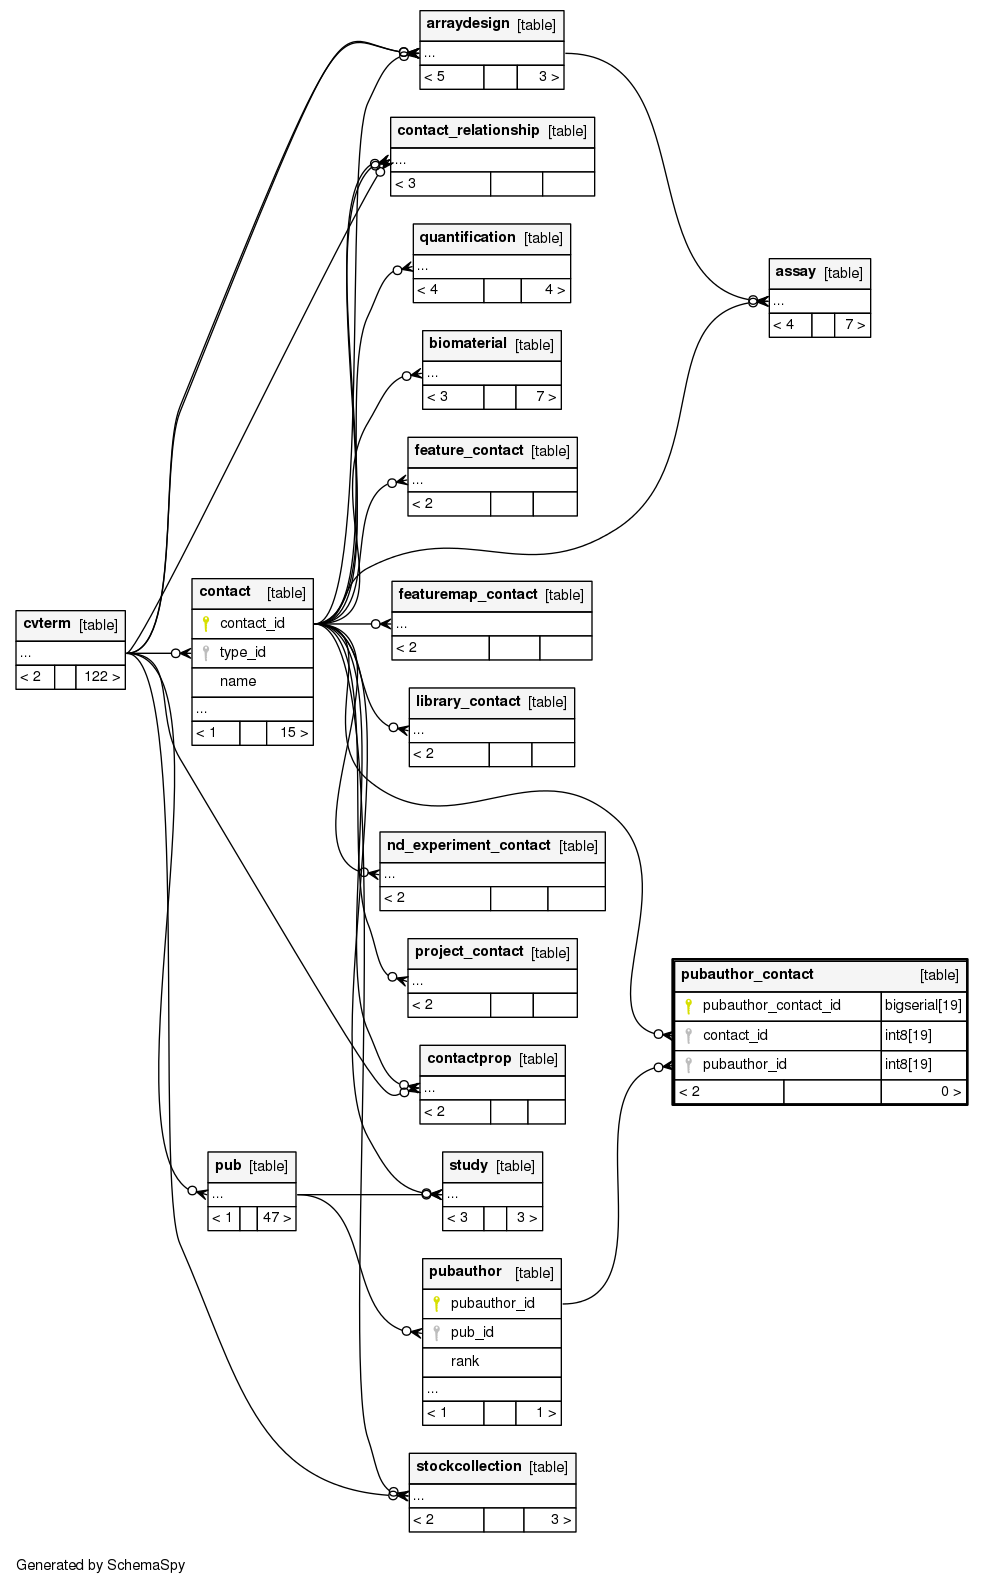 arraydesign [table]
...
< 5 3 >
contact_relationship [table]
...
< 3
quantification [table]
...
< 4 4 >
assay [table]
...
< 4 7 >
biomaterial [table]
...
< 3 7 >
feature_contact [table]
...
< 2
cvterm [table]
...
< 2 122 >
contact [table]
contact_id
type_id
name
...
< 1 15 >
featuremap_contact [table]
...
< 2
library_contact [table]
...
< 2
nd_experiment_contact [table]
...
< 2
project_contact [table]
...
< 2
pubauthor_contact [table]
pubauthor_contact_id bigserial[19]
contact_id int8[19]
pubauthor_id int8[19]
< 2 0 >
contactprop [table]
...
< 2
pub [table]
...
< 1 47 >
study [table]
...
< 3 3 >
pubauthor [table]
pubauthor_id
pub_id
rank
...
< 1 1 >
stockcollection [table]
...
< 2 3 >
Generated by SchemaSpy